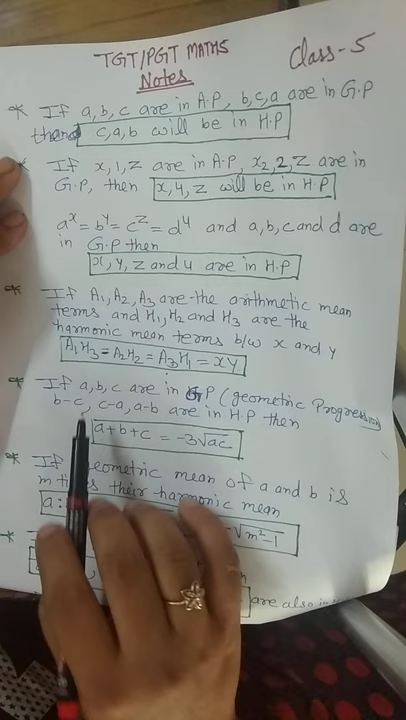 TGT/PGT MATHS
Class-5
Notes
* If a,b,c are in A.P, b,c,a are in G.P
then c,a,b will be in H.P
* If x,1,z are in A.P, x,2,z are in
G.P, then x,4,z will be in H.P
aˣ = bʸ = cᶻ = dᵘ and a,b,c and d are
in G.P then
x,y,z and u are in H.P
* If A₁,A₂,A₃ are the arithmetic mean
terms and H₁,H₂ and H₃ are the
harmonic mean terms b/w x and y
A₁H₃=A₂H₂=A₃H₁=xy
* If a,b,c are in GP (geometric Progression)
b-c, c-a, a-b are in H.P then
a+b+c = -3√ac
* If geometric mean of a and b is
m times their harmonic mean
a: √m²-1
*
are also in